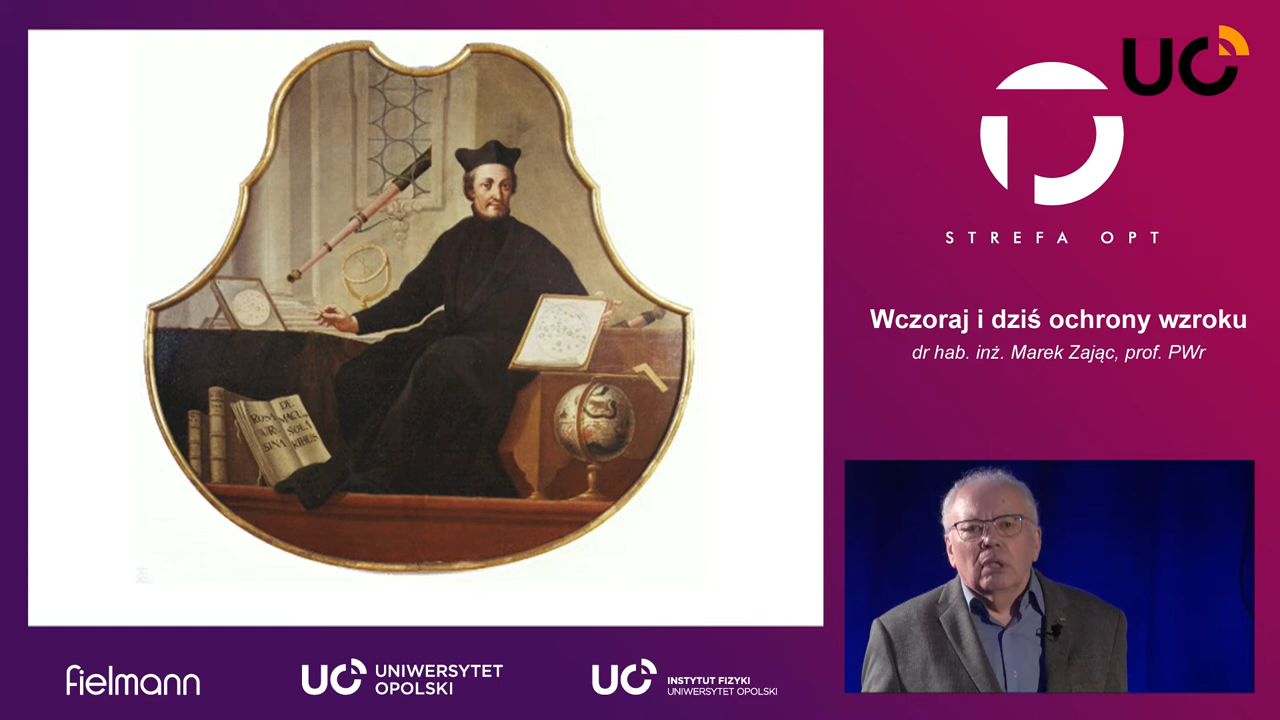 DE
ROSA MACU..
UR- SOLA
SINA RIBUS
UC
STREFA OPT
Wczoraj i dziś ochrony wzroku
dr hab. inż. Marek Zając, prof. PWr
fielmann
UC UNIWERSYTET
OPOLSKI
UC INSTYTUT FIZYKI
UNIWERSYTET OPOLSKI